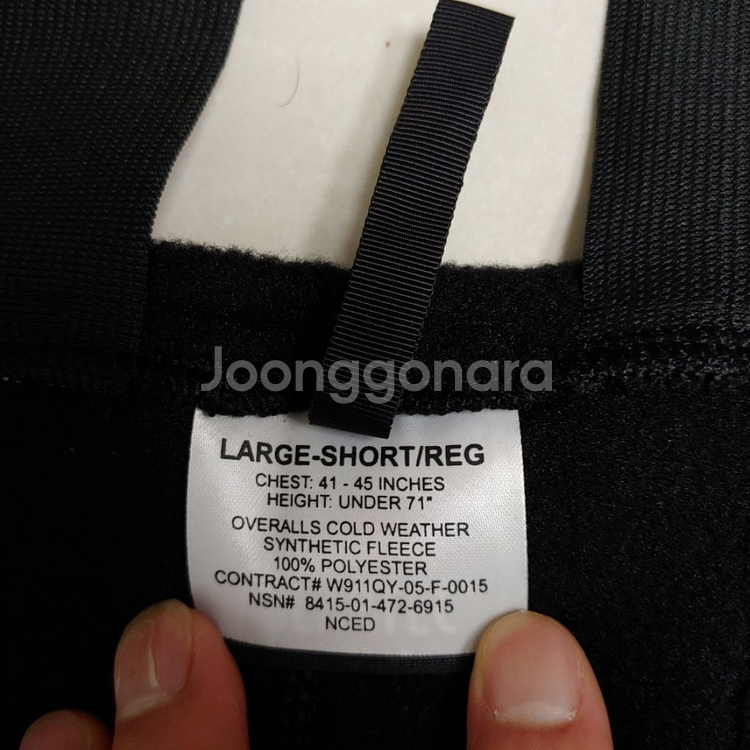 Joonggonara
LARGE-SHORT/REG
CHEST: 41 - 45 INCHES
HEIGHT: UNDER 71"
OVERALLS COLD WEATHER
SYNTHETIC FLEECE
100% POLYESTER
CONTRACT# W911QY-05-F-0015
NSN# 8415-01-472-6915
NCED